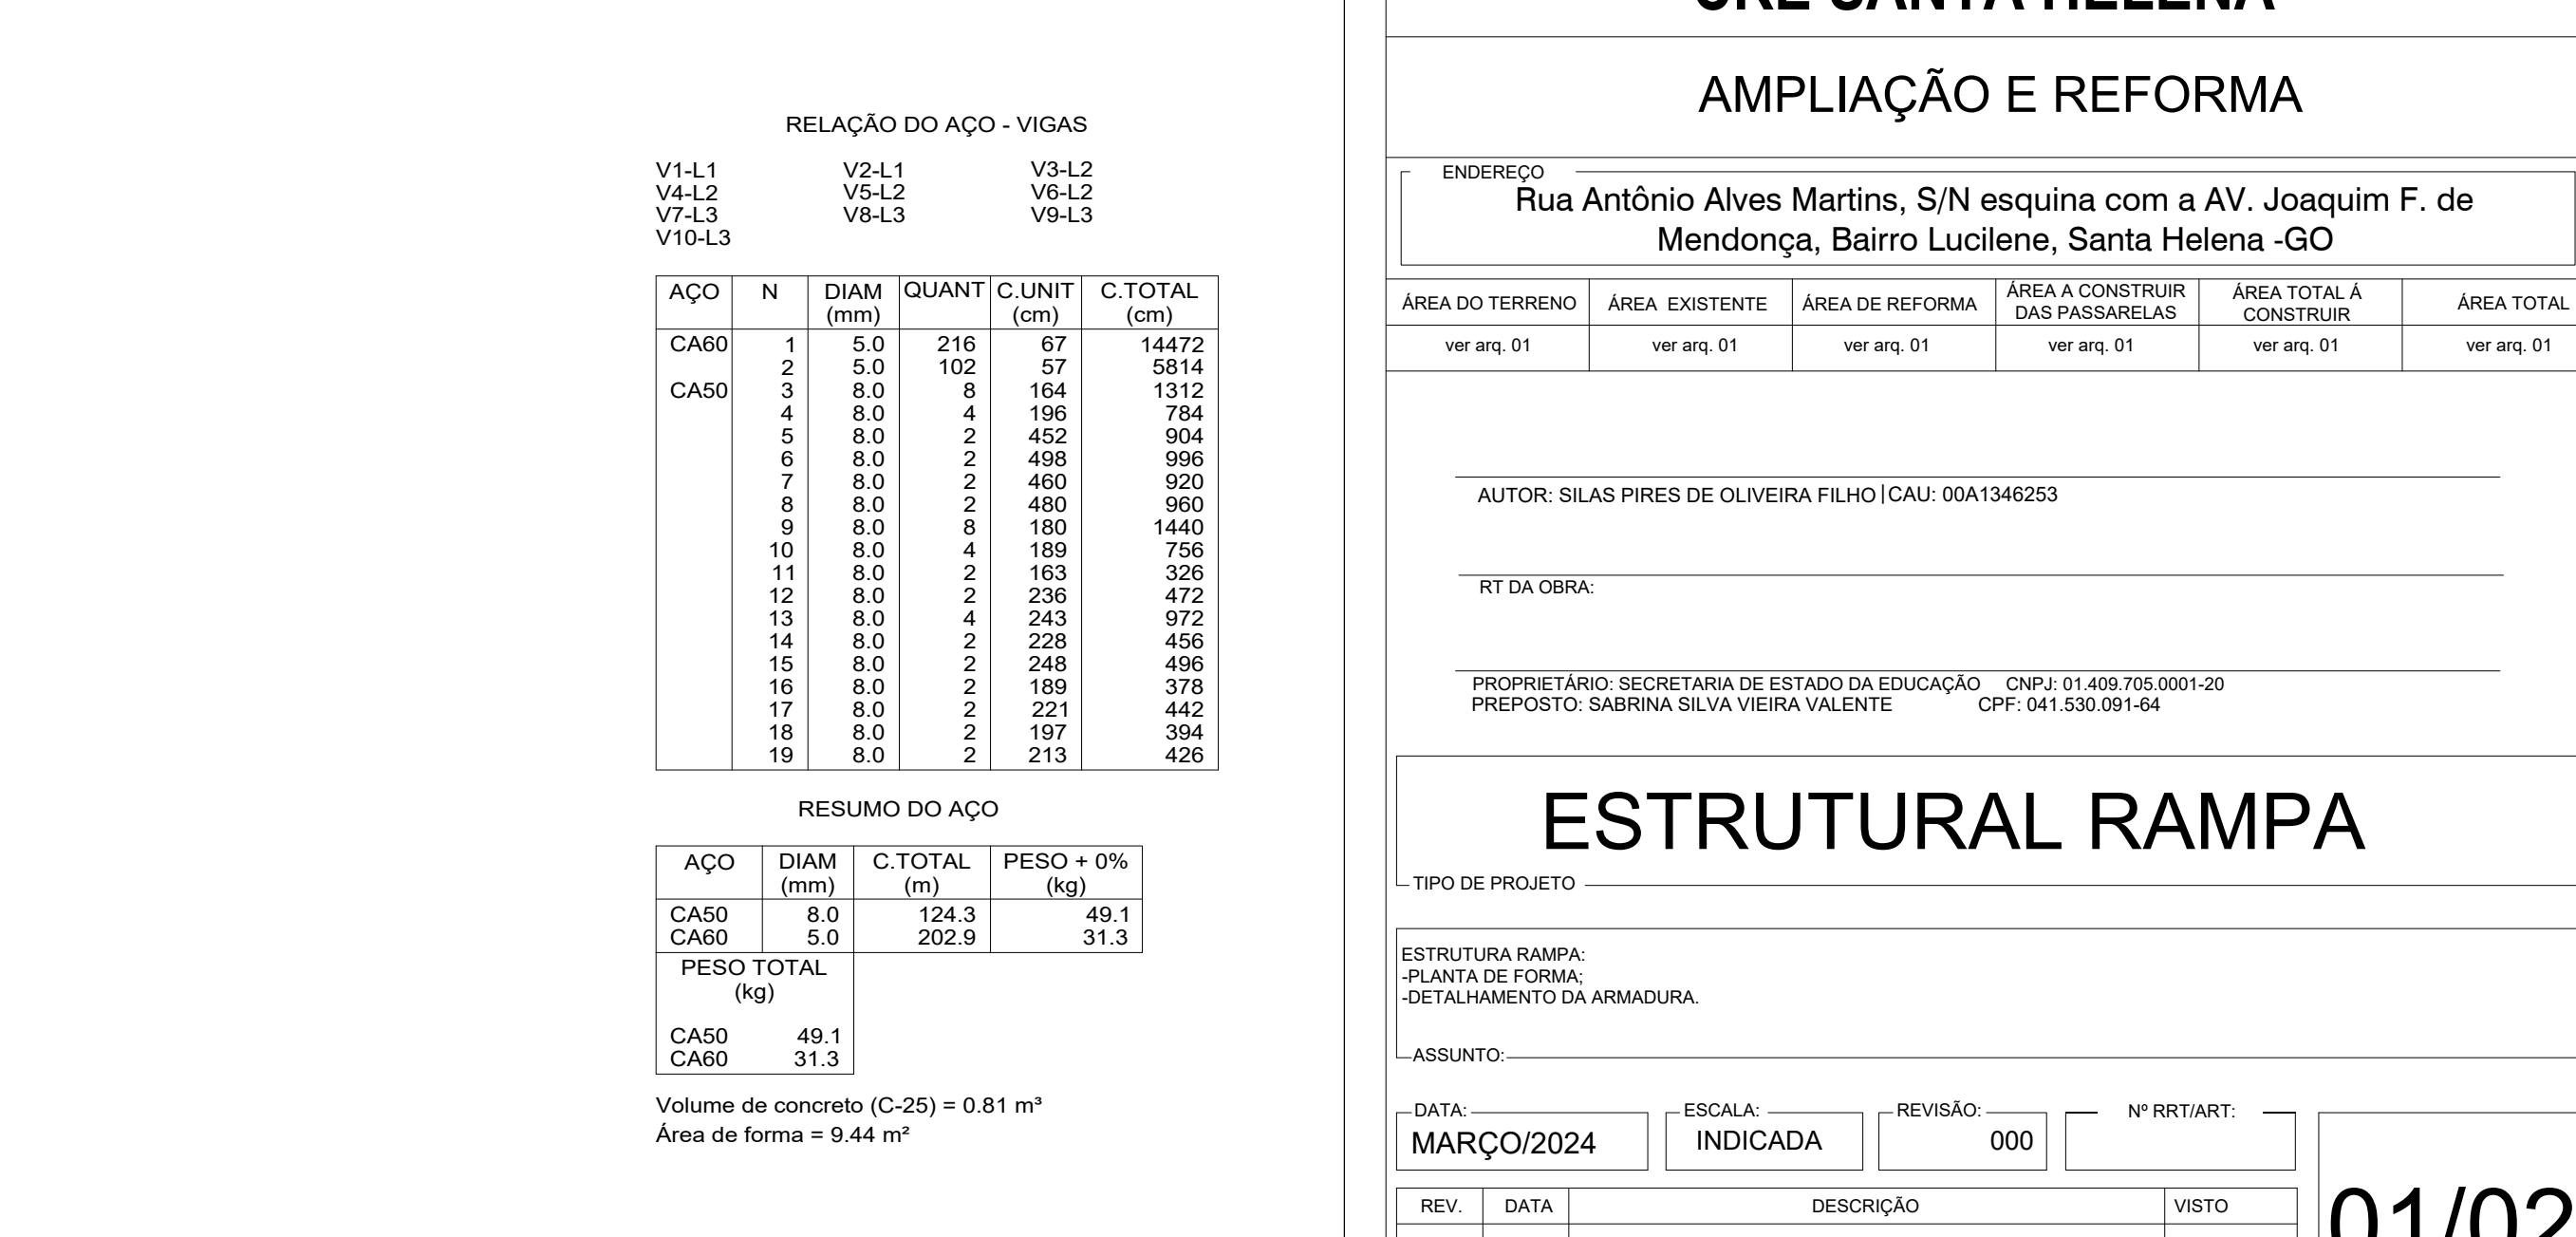 RELAÇÃO DO AÇO - VIGAS
V1-L1 V2-L1 V3-L2
V4-L2 V5-L2 V6-L2
V7-L3 V8-L3 V9-L3
V10-L3
AÇO N DIAM (mm) QUANT C.UNIT (cm) C.TOTAL (cm)
CA60 1 5.0 216 67 14472
2 5.0 102 57 5814
CA50 3 8.0 8 164 1312
4 8.0 4 196 784
5 8.0 2 452 904
6 8.0 2 498 996
7 8.0 2 460 920
8 8.0 2 480 960
9 8.0 8 180 1440
10 8.0 4 189 756
11 8.0 2 163 326
12 8.0 2 236 472
13 8.0 4 243 972
14 8.0 2 228 456
15 8.0 2 248 496
16 8.0 2 189 378
17 8.0 2 221 442
18 8.0 2 197 394
19 8.0 2 213 426
RESUMO DO AÇO
AÇO DIAM (mm) C.TOTAL (m) PESO + 0% (kg)
CA50 8.0 124.3 49.1
CA60 5.0 202.9 31.3
PESO TOTAL
(kg)
CA50 49.1
CA60 31.3
Volume de concreto (C-25) = 0.81 m³
Área de forma = 9.44 m²
SANTA HELENA
AMPLIAÇÃO E REFORMA
ENDEREÇO
Rua Antônio Alves Martins, S/N esquina com a AV. Joaquim F. de
Mendonça, Bairro Lucilene, Santa Helena -GO
ÁREA DO TERRENO ÁREA EXISTENTE ÁREA DE REFORMA ÁREA A CONSTRUIR DAS PASSARELAS ÁREA TOTAL Á CONSTRUIR ÁREA TOTAL
ver arq. 01 ver arq. 01 ver arq. 01 ver arq. 01 ver arq. 01 ver arq. 01
AUTOR: SILAS PIRES DE OLIVEIRA FILHO | CAU: 00A1346253
RT DA OBRA:
PROPRIETÁRIO: SECRETARIA DE ESTADO DA EDUCAÇÃO CNPJ: 01.409.705.0001-20
PREPOSTO: SABRINA SILVA VIEIRA VALENTE CPF: 041.530.091-64
ESTRUTURAL RAMPA
TIPO DE PROJETO
ESTRUTURA RAMPA:
-PLANTA DE FORMA;
-DETALHAMENTO DA ARMADURA.
ASSUNTO:
DATA: ESCALA: REVISÃO: Nº RRT/ART:
MARÇO/2024 INDICADA 000
REV. DATA DESCRIÇÃO VISTO
01/02